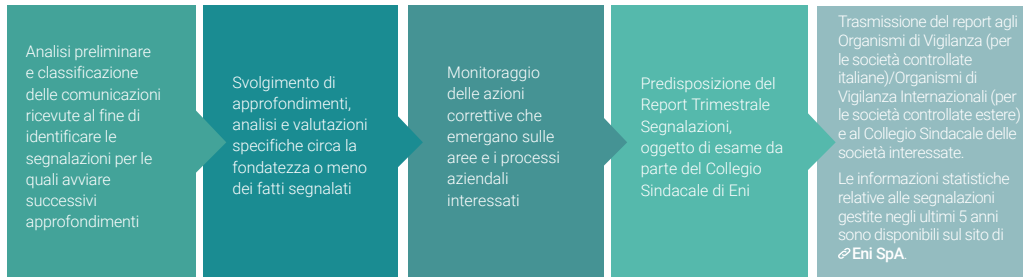 Analisi preliminare
e classificazione
delle comunicazioni
ricevute al fine di
identificare le
segnalazioni per le
quali avviare
successivi
approfondimenti
Svolgimento di
approfondimenti,
analisi e valutazioni
specifiche circa la
fondatezza o meno
dei fatti segnalati
Monitoraggio
delle azioni
correttive che
emergano sulle
aree e i processi
aziendali
interessati
Predisposizione del
Report Trimestrale
Segnalazioni,
oggetto di esame da
parte del Collegio
Sindacale di Eni
Trasmissione del report agli
Organismi di Vigilanza (per
le società controllate
italiane)/Organismi di
Vigilanza Internazionali (per
le società controllate estere)
e al Collegio Sindacale delle
società interessate.
Le informazioni statistiche
relative alle segnalazioni
gestite negli ultimi 5 anni
sono disponibili sul sito di
Eni SpA.